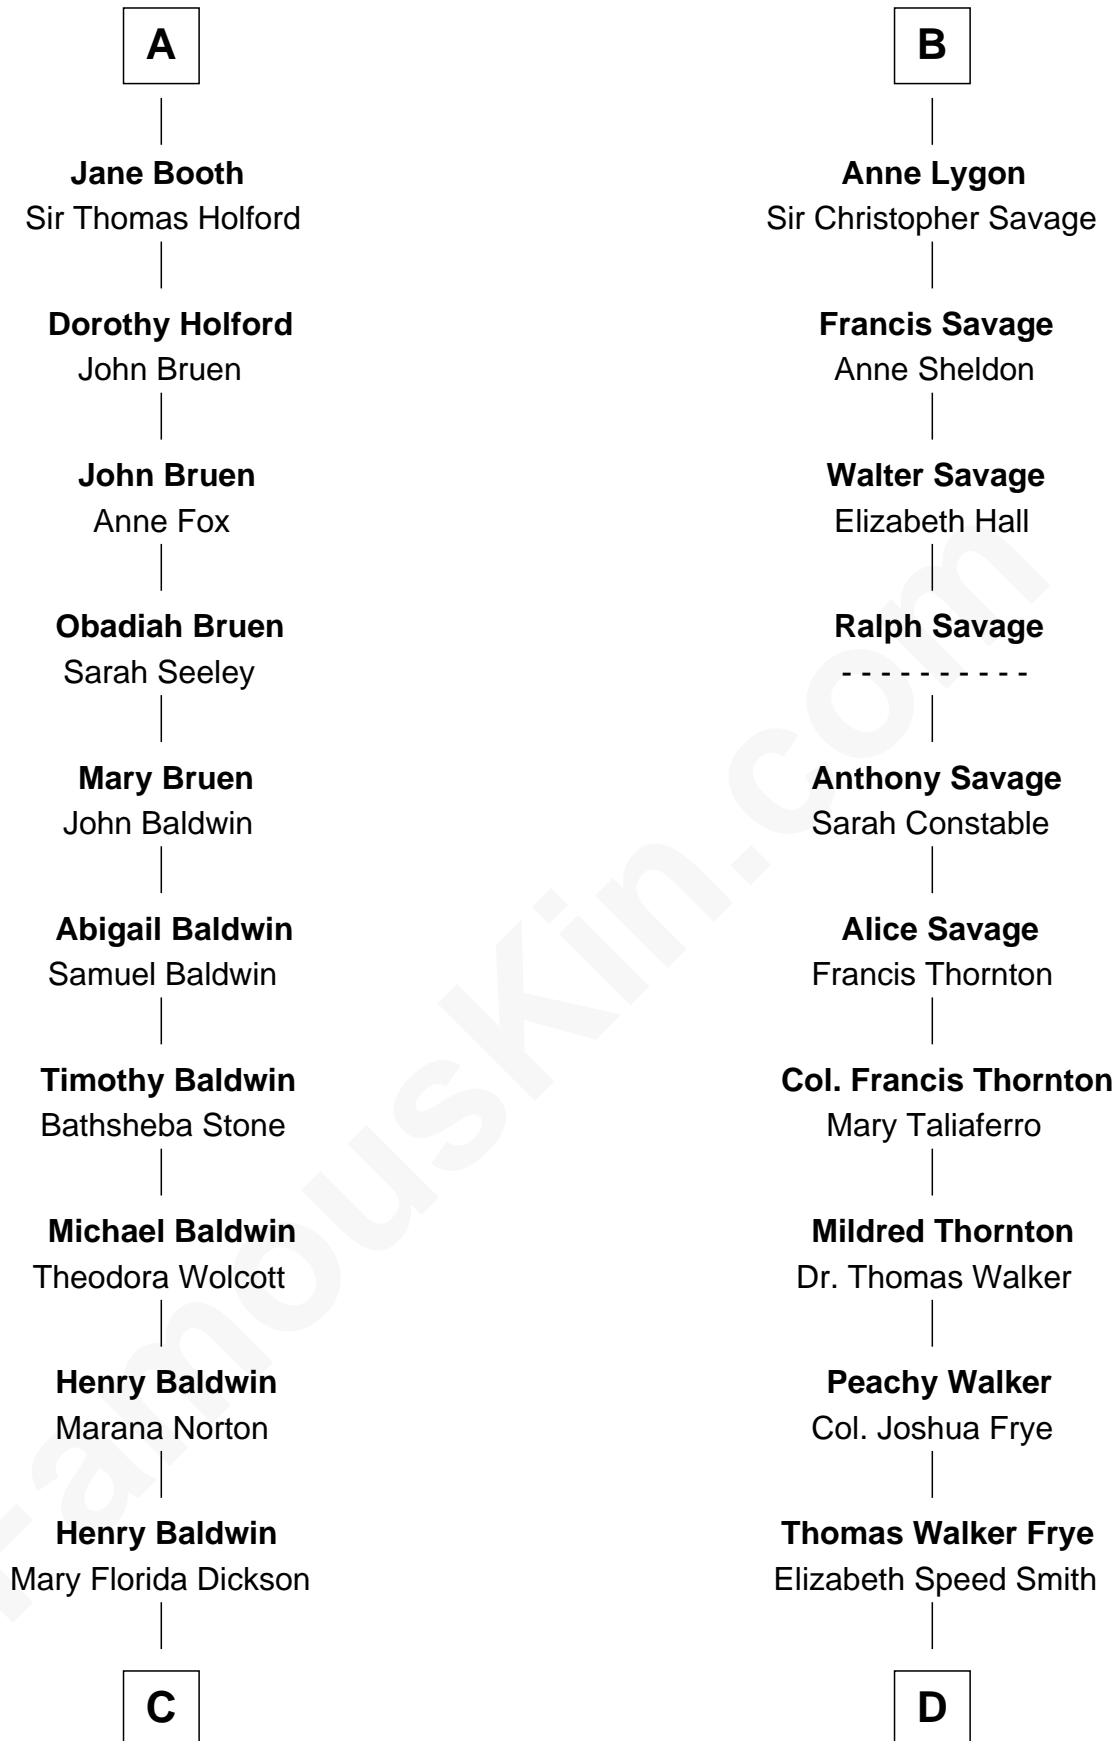 A
Jane Booth
Sir Thomas Holford
Dorothy Holford
John Bruen
John Bruen
Anne Fox
Obadiah Bruen
Sarah Seeley
Mary Bruen
John Baldwin
Abigail Baldwin
Samuel Baldwin
Timothy Baldwin
Bathsheba Stone
Michael Baldwin
Theodora Wolcott
Henry Baldwin
Marana Norton
Henry Baldwin
Mary Florida Dickson
C
B
Anne Lygon
Sir Christopher Savage
Francis Savage
Anne Sheldon
Walter Savage
Elizabeth Hall
Ralph Savage
- - - - - - - - - -
Anthony Savage
Sarah Constable
Alice Savage
Francis Thornton
Col. Francis Thornton
Mary Taliaferro
Mildred Thornton
Dr. Thomas Walker
Peachy Walker
Col. Joshua Frye
Thomas Walker Frye
Elizabeth Speed Smith
D
FamousKin.com